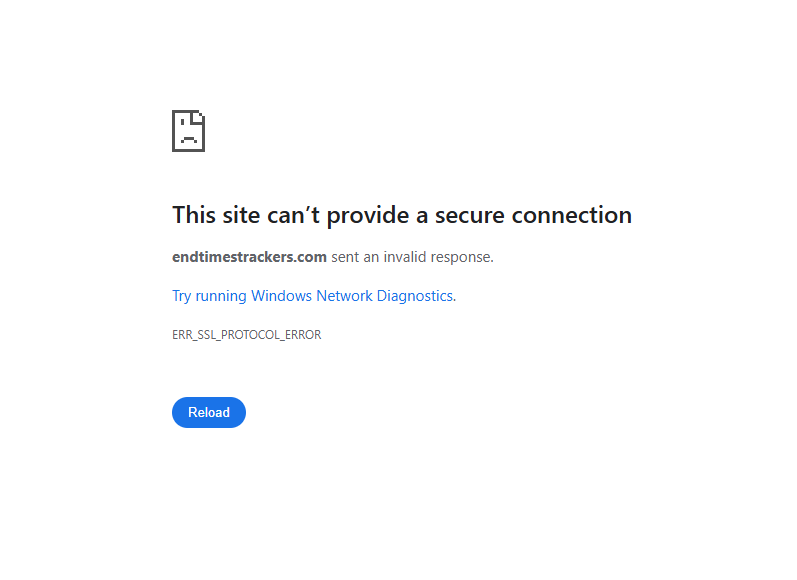 This site can’t provide a secure connection
endtimestrackers.com sent an invalid response.
Try running Windows Network Diagnostics.
ERR_SSL_PROTOCOL_ERROR
Reload